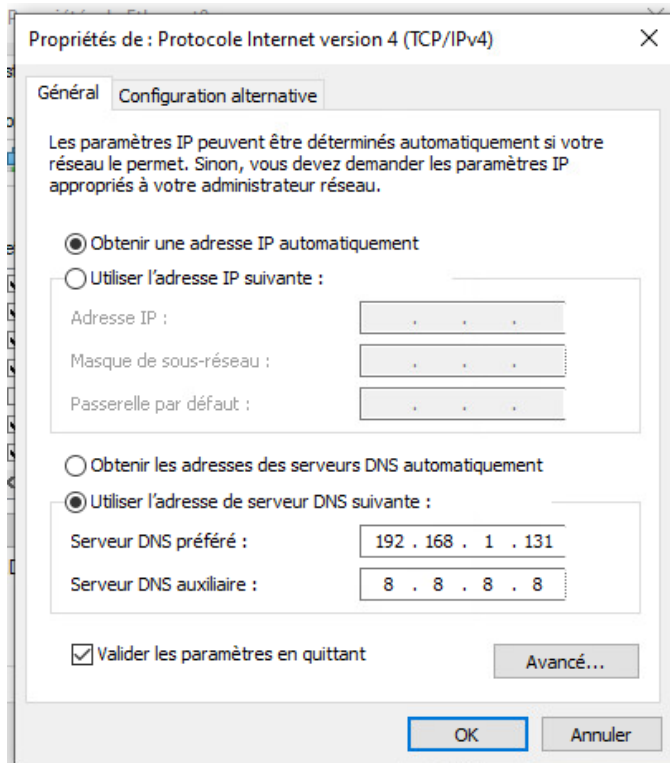 Propriétés de : Protocole Internet version 4 (TCP/IPv4)
Général
Configuration alternative
Les paramètres IP peuvent être déterminés automatiquement si votre
réseau le permet. Sinon, vous devez demander les paramètres IP
appropriés à votre administrateur réseau.
Obtenir une adresse IP automatiquement
Utiliser l'adresse IP suivante :
Adresse IP :
. . .
Masque de sous-réseau :
. . .
Passerelle par défaut :
. . .
Obtenir les adresses des serveurs DNS automatiquement
Utiliser l'adresse de serveur DNS suivante :
Serveur DNS préféré :
192 . 168 . 1 . 131
Serveur DNS auxiliaire :
8 . 8 . 8 . 8
Valider les paramètres en quittant
Avancé...
OK
Annuler